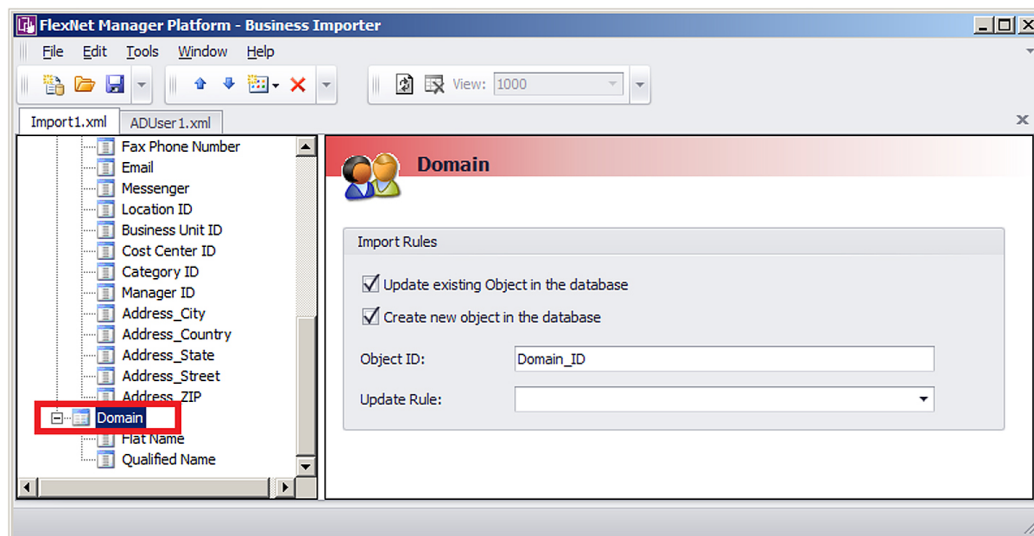 FlexNet Manager Platform - Business Importer
File Edit Tools Window Help
View: 1000
Import1.xml ADUser1.xml
Fax Phone Number
Email
Messenger
Location ID
Business Unit ID
Cost Center ID
Category ID
Manager ID
Address_City
Address_Country
Address_State
Address_Street
Address_ZIP
Domain
Flat Name
Qualified Name
Domain
Import Rules
Update existing Object in the database
Create new object in the database
Object ID: Domain_ID
Update Rule: